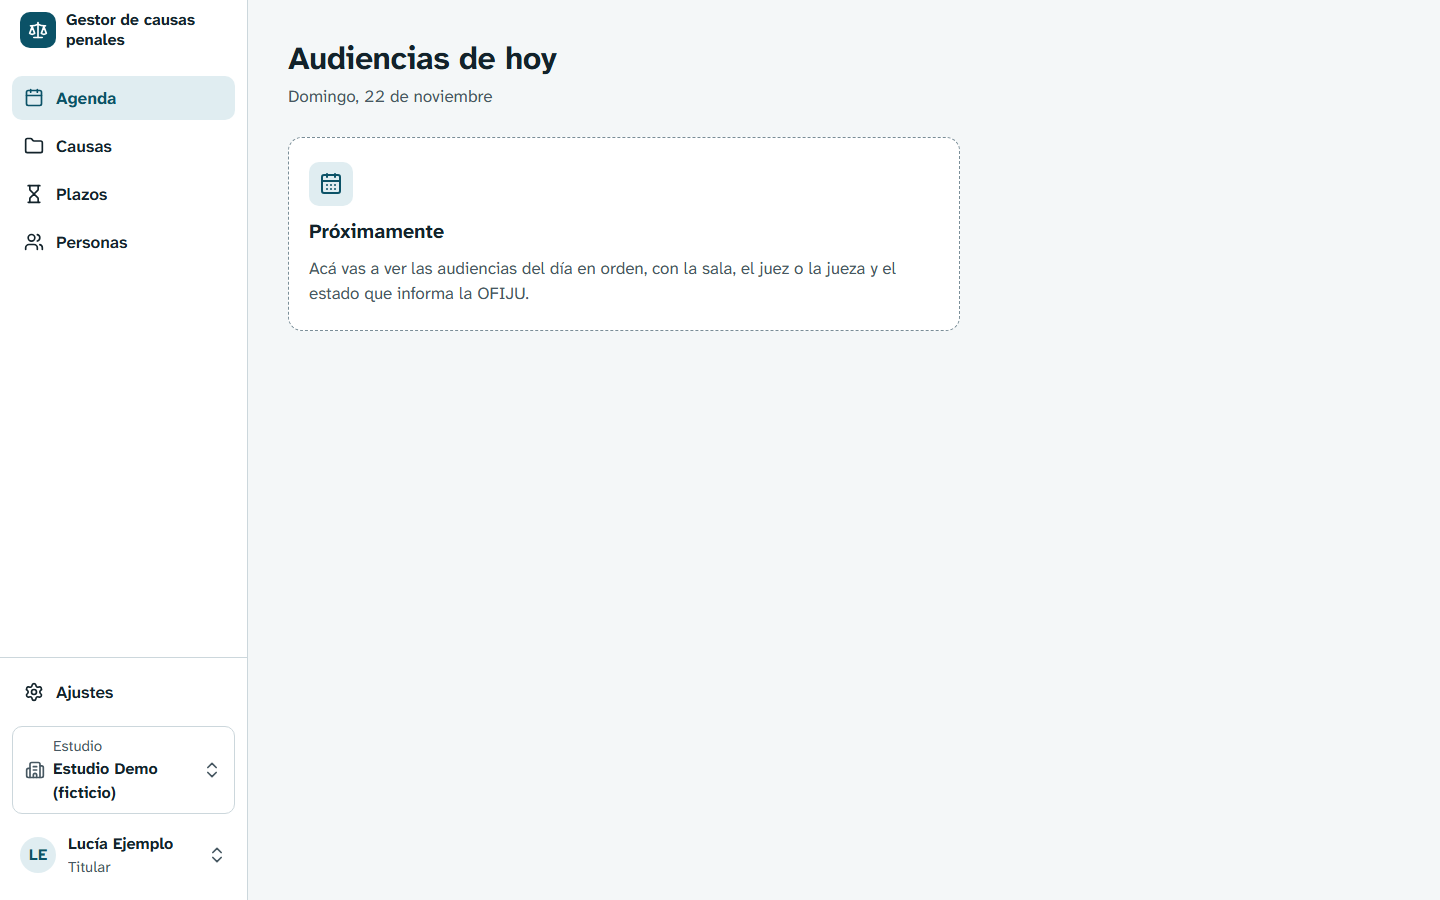 Gestor de causas
penales
Agenda
Causas
Plazos
Personas
Ajustes
Estudio
Estudio Demo
(ficticio)
LE
Lucía Ejemplo
Titular
Audiencias de hoy
Domingo, 22 de noviembre
Próximamente
Acá vas a ver las audiencias del día en orden, con la sala, el juez o la jueza y el
estado que informa la OFIJU.